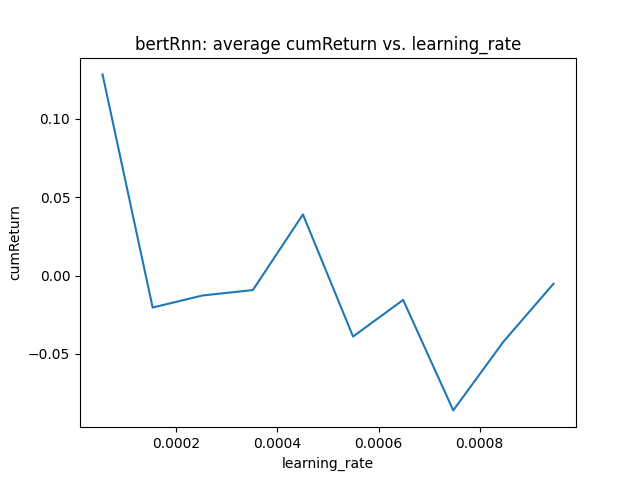 bertRnn: average cumReturn vs. learning_rate
cumReturn
0.10
0.05
0.00
−0.05
0.0002 0.0004 0.0006 0.0008
learning_rate